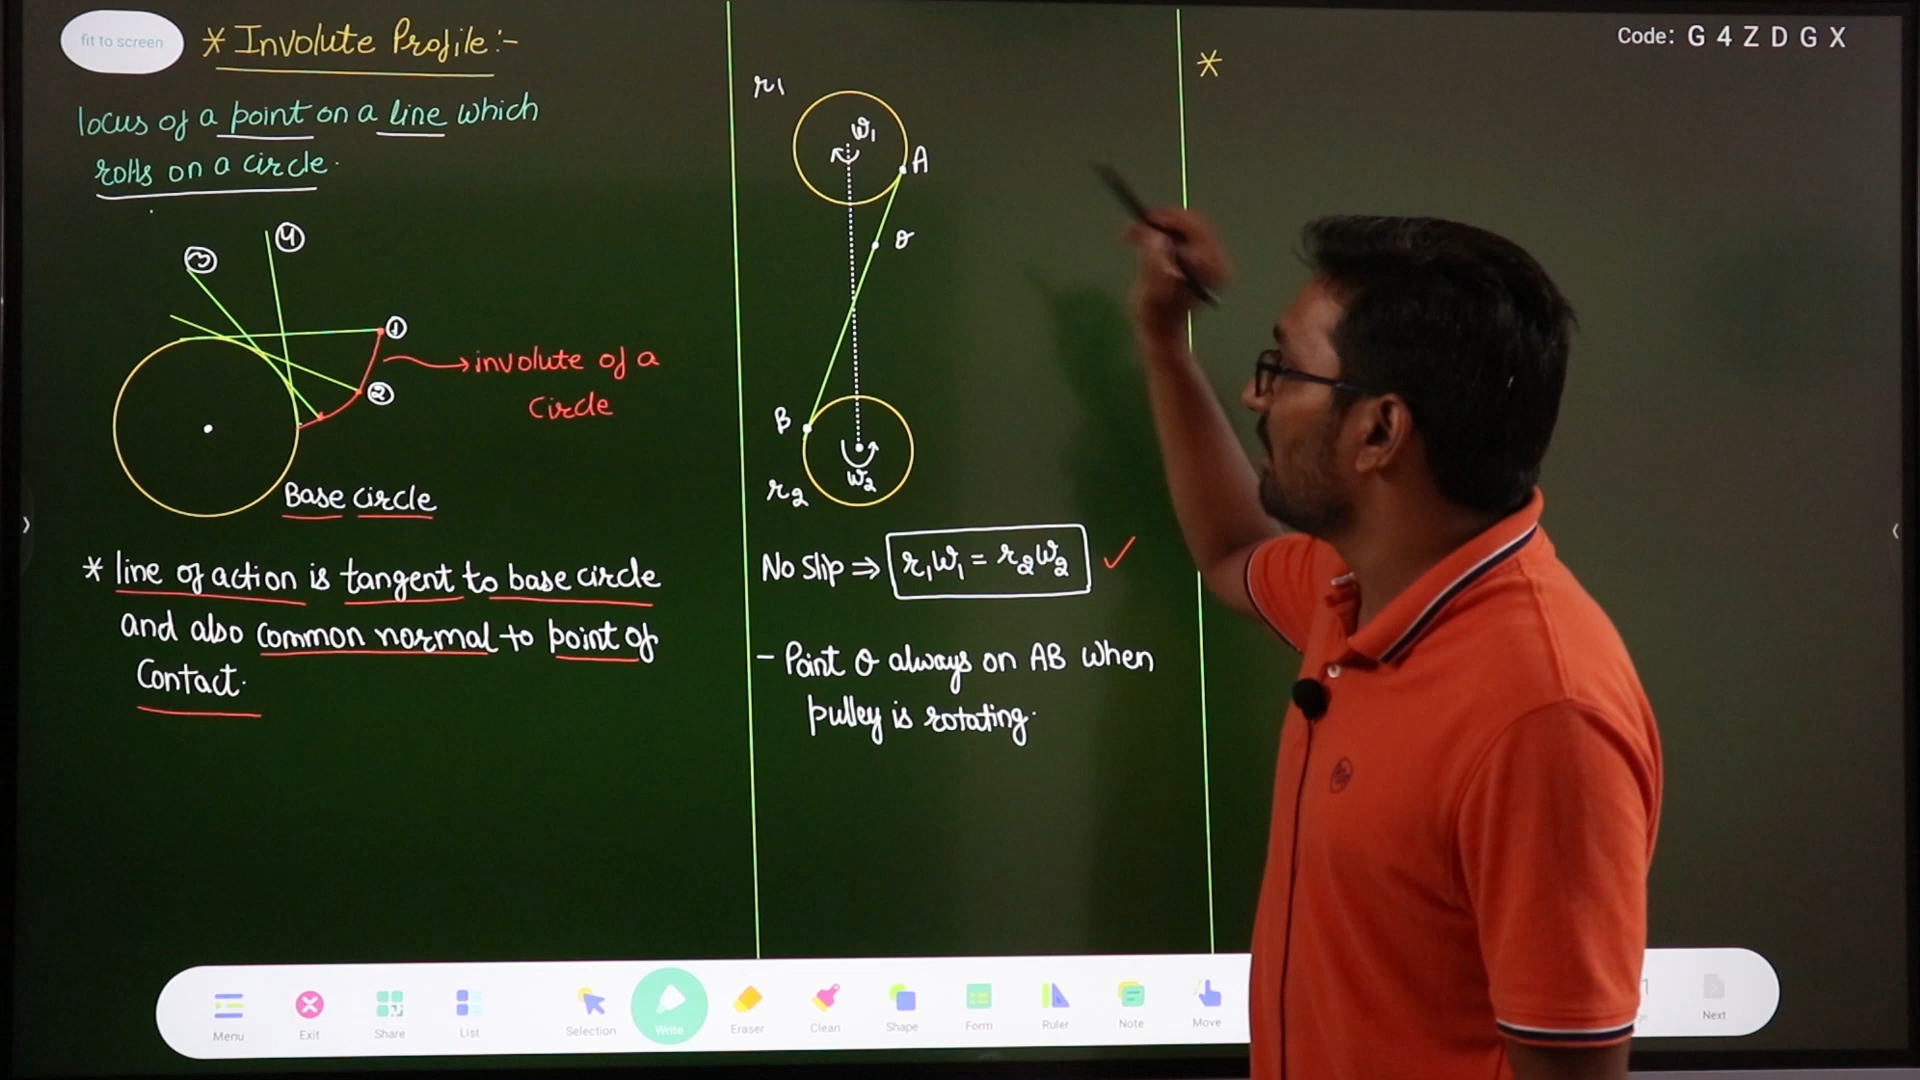 fit to screen
* Involute Profile:-
locus of a point on a line which
rolls on a circle.
3
4
1
2
involute of a
Circle
Base circle
* line of action is tangent to base circle
and also common normal to point of
Contact.
r1
ω1
A
O
B
ω2
r2
No Slip ⇒ r1ω1 = r2ω2 ✓
- Point O always on AB when
pulley is rotating.
*
Code: G 4 Z D G X
Menu
Exit
Share
List
Selection
Write
Eraser
Clean
Shape
Form
Ruler
Note
Move
Next